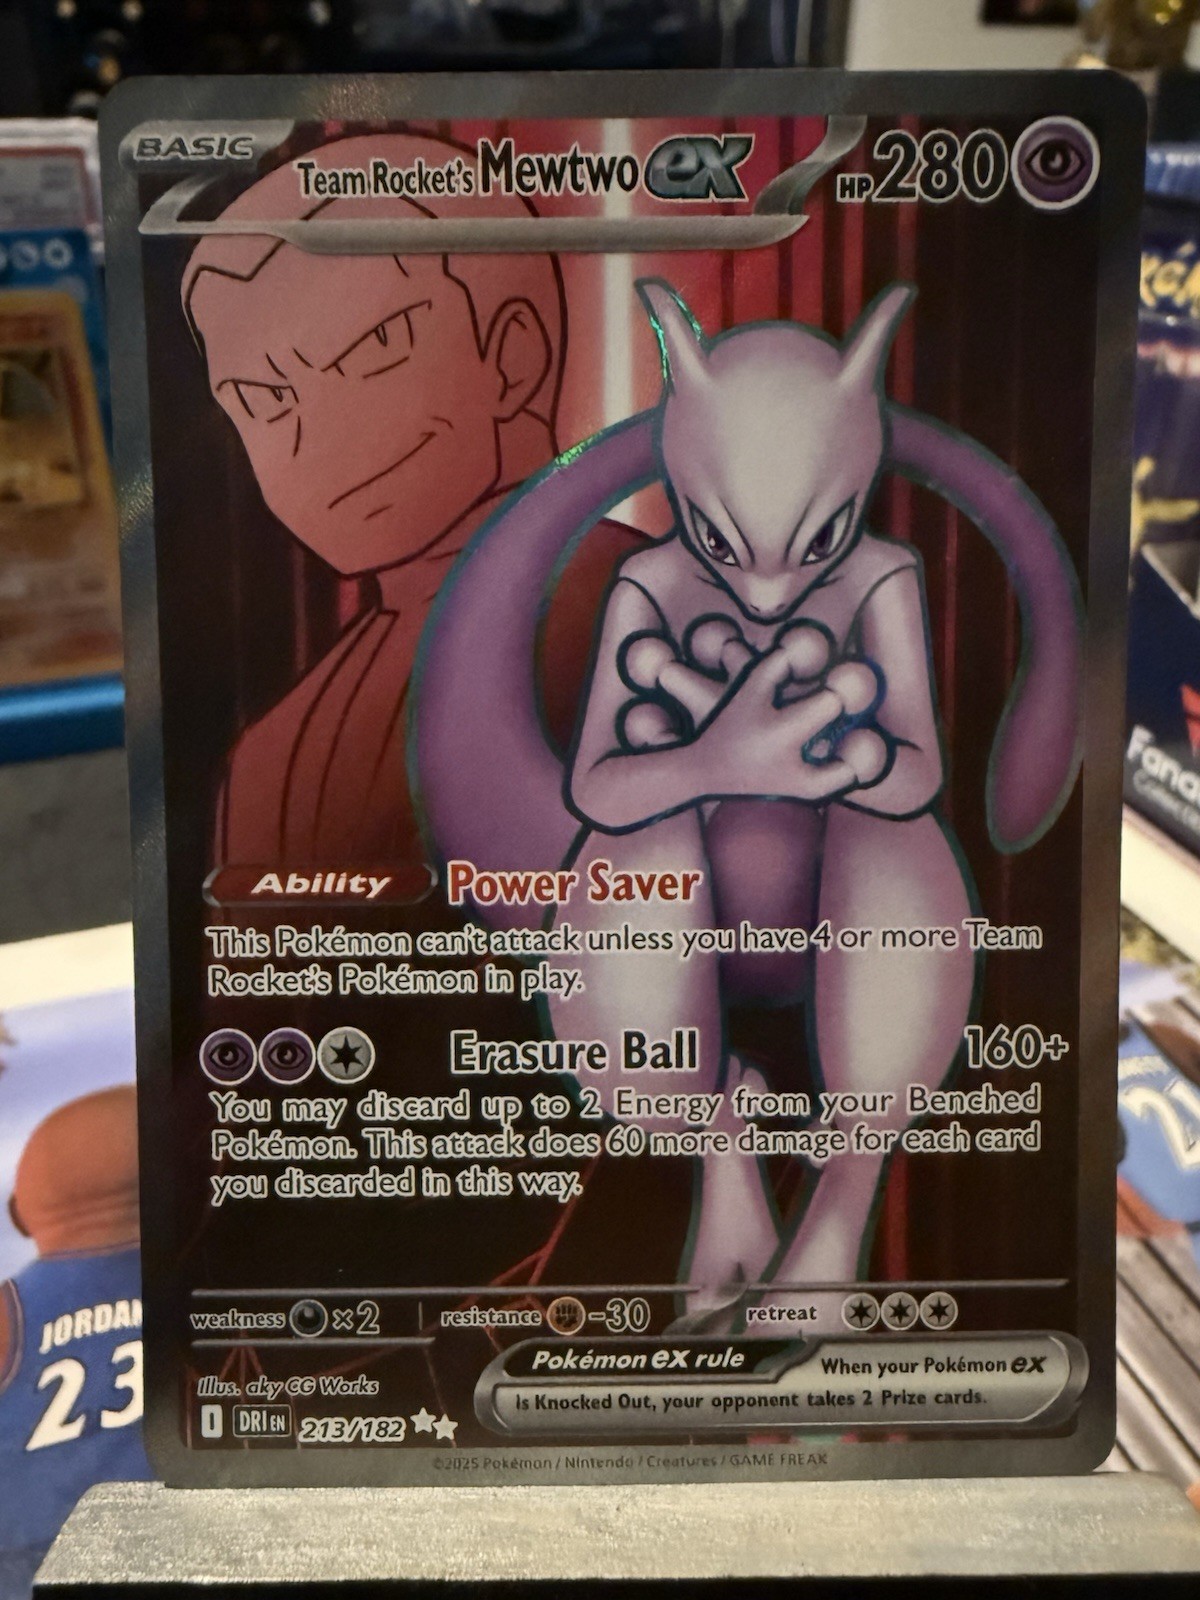 BASIC
Team Rocket's Mewtwo ex
HP 280
Ability Power Saver
This Pokémon can't attack unless you have 4 or more Team
Rocket's Pokémon in play.
Erasure Ball 160+
You may discard up to 2 Energy from your Benched
Pokémon. This attack does 60 more damage for each card
you discarded in this way.
weakness ×2 resistance -30 retreat
Pokémon ex rule When your Pokémon ex
is Knocked Out, your opponent takes 2 Prize cards.
Illus. aky CG Works
I DRI EN 213/182
©2025 Pokémon / Nintendo / Creatures / GAME FREAK
JORDAN
23